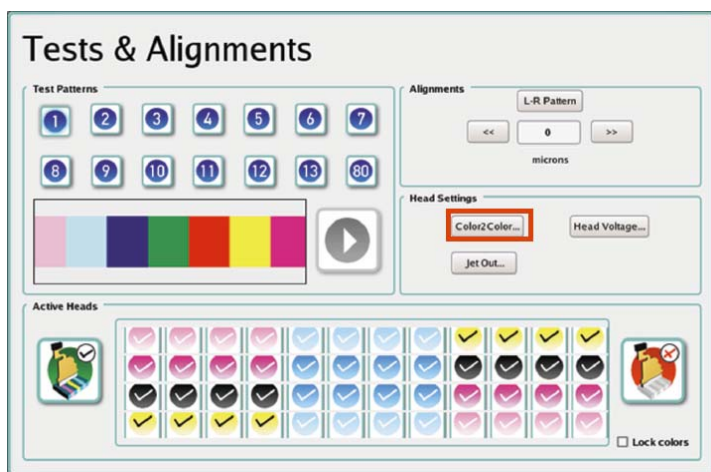 Tests & Alignments
Test Patterns
1 2 3 4 5 6 7
8 9 10 11 12 13 80
Alignments
L-R Pattern
<< 0 >>
microns
Head Settings
Color2Color... Head Voltage...
Jet Out...
Active Heads
Lock colors